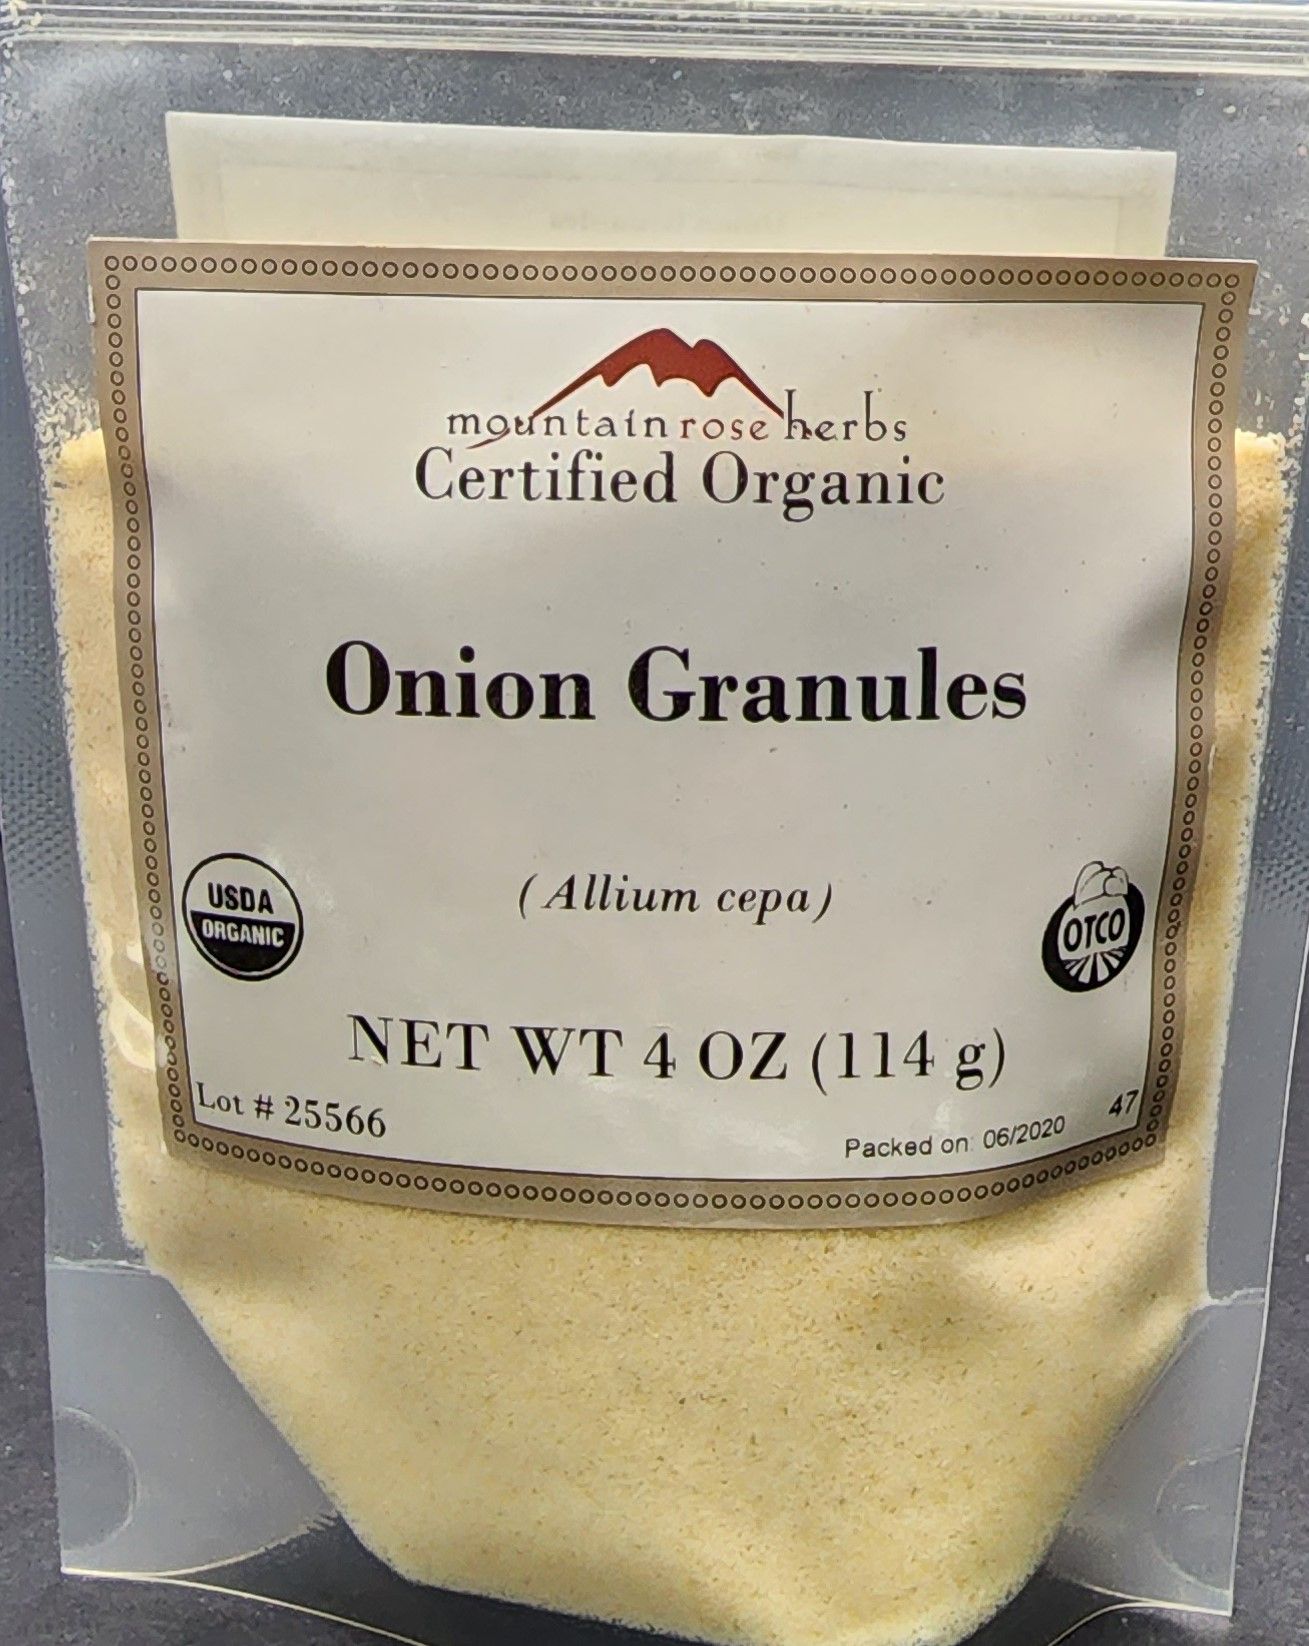 mountain rose herbs
Certified Organic
Onion Granules
(Allium cepa)
USDA
ORGANIC
OTCO
NET WT 4 OZ (114 g)
Lot # 25566
Packed on: 06/2020
47